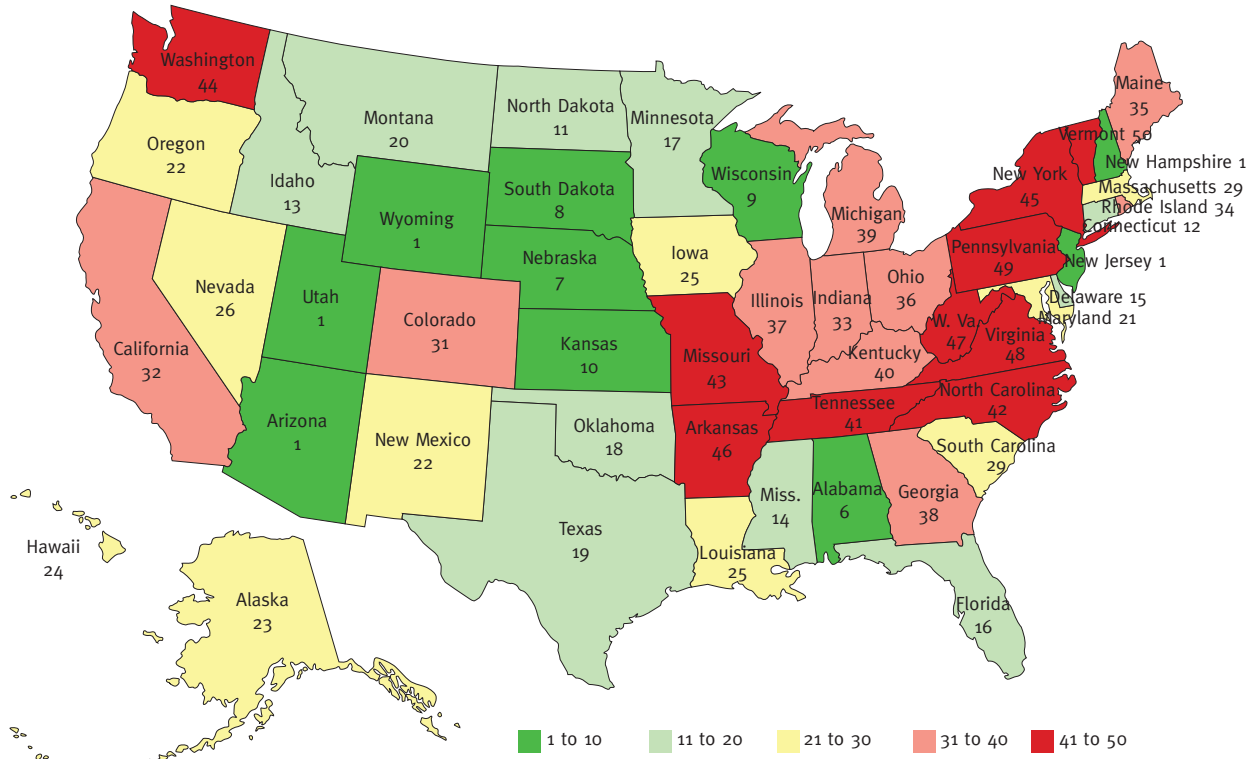 Washington
44
Oregon
22
California
32
Idaho
13
Nevada
26
Montana
20
Wyoming
1
Utah
1
Arizona
1
Colorado
31
New Mexico
22
North Dakota
11
South Dakota
8
Nebraska
7
Kansas
10
Oklahoma
18
Texas
19
Minnesota
17
Iowa
25
Missouri
43
Arkansas
46
Louisiana
25
Wisconsin
9
Illinois
37
Michigan
39
Indiana
33
Ohio
36
Kentucky
40
Tennessee
41
Miss.
14
Alabama
6
Georgia
38
Florida
16
South Carolina
29
North Carolina
42
Virginia
48
W. Va.
47
Pennsylvania
49
New York
45
Maine
35
Vermont 50
New Hampshire 1
Massachusetts 29
Rhode Island 34
Connecticut 12
New Jersey 1
Delaware 15
Maryland 21
Hawaii
24
Alaska
23
1 to 10
11 to 20
21 to 30
31 to 40
41 to 50